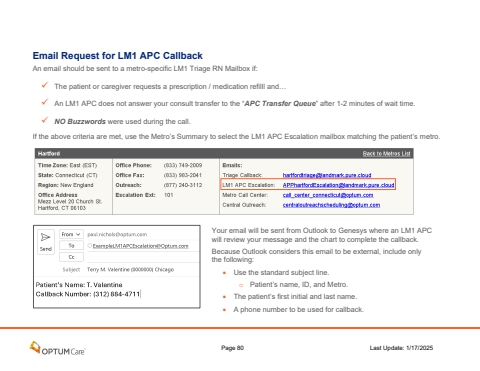 Email Request for LM1 APC Callback
An email should be sent to a metro-specific LM1 Triage RN Mailbox if:
✓ The patient or caregiver requests a prescription / medication refill and…
✓ An LM1 APC does not answer your consult transfer to the "APC Transfer Queue" after 1-2 minutes of wait time.
✓ NO Buzzwords were used during the call.
If the above criteria are met, use the Metro's Summary to select the LM1 APC Escalation mailbox matching the patient's metro.
Hartford Back to Metros List
Time Zone: East (EST) Office Phone: (833) 749-2009 Emails:
State: Connecticut (CT) Office Fax: (833) 983-2041 Triage Callback: hartfordtriage@landmark.pure.cloud
Region: New England Outreach: (877) 240-3112 LM1 APC Escalation: APPhartfordEscalation@landmark.pure.cloud
Office Address Escalation Ext: 101 Metro Call Center: call_center_connecticut@optum.com
Mezz Level 20 Church St. Central Outreach: centraloutreachscheduling@optum.com
Hartford, CT 06103
Send From paul.nichols@optum.com
To ExampleLM1APCEscalation@Optum.com
Cc
Subject Terry M. Valentine (0000000) Chicago
Patient's Name: T. Valentine
Callback Number: (312) 884-4711
Your email will be sent from Outlook to Genesys where an LM1 APC
will review your message and the chart to complete the callback.
Because Outlook considers this email to be external, include only
the following:
• Use the standard subject line.
○ Patient's name, ID, and Metro.
• The patient's first initial and last name.
• A phone number to be used for callback.
OPTUM Care Page 80 Last Update: 1/17/2025